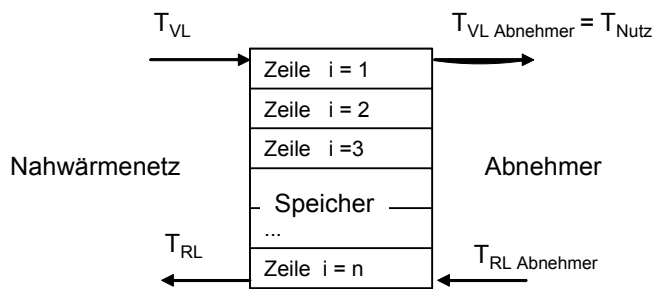 T_VL
T_VL Abnehmer = T_Nutz
Zeile i = 1
Zeile i = 2
Zeile i =3
Nahwärmenetz
Abnehmer
Speicher
...
T_RL
T_RL Abnehmer
Zeile i = n